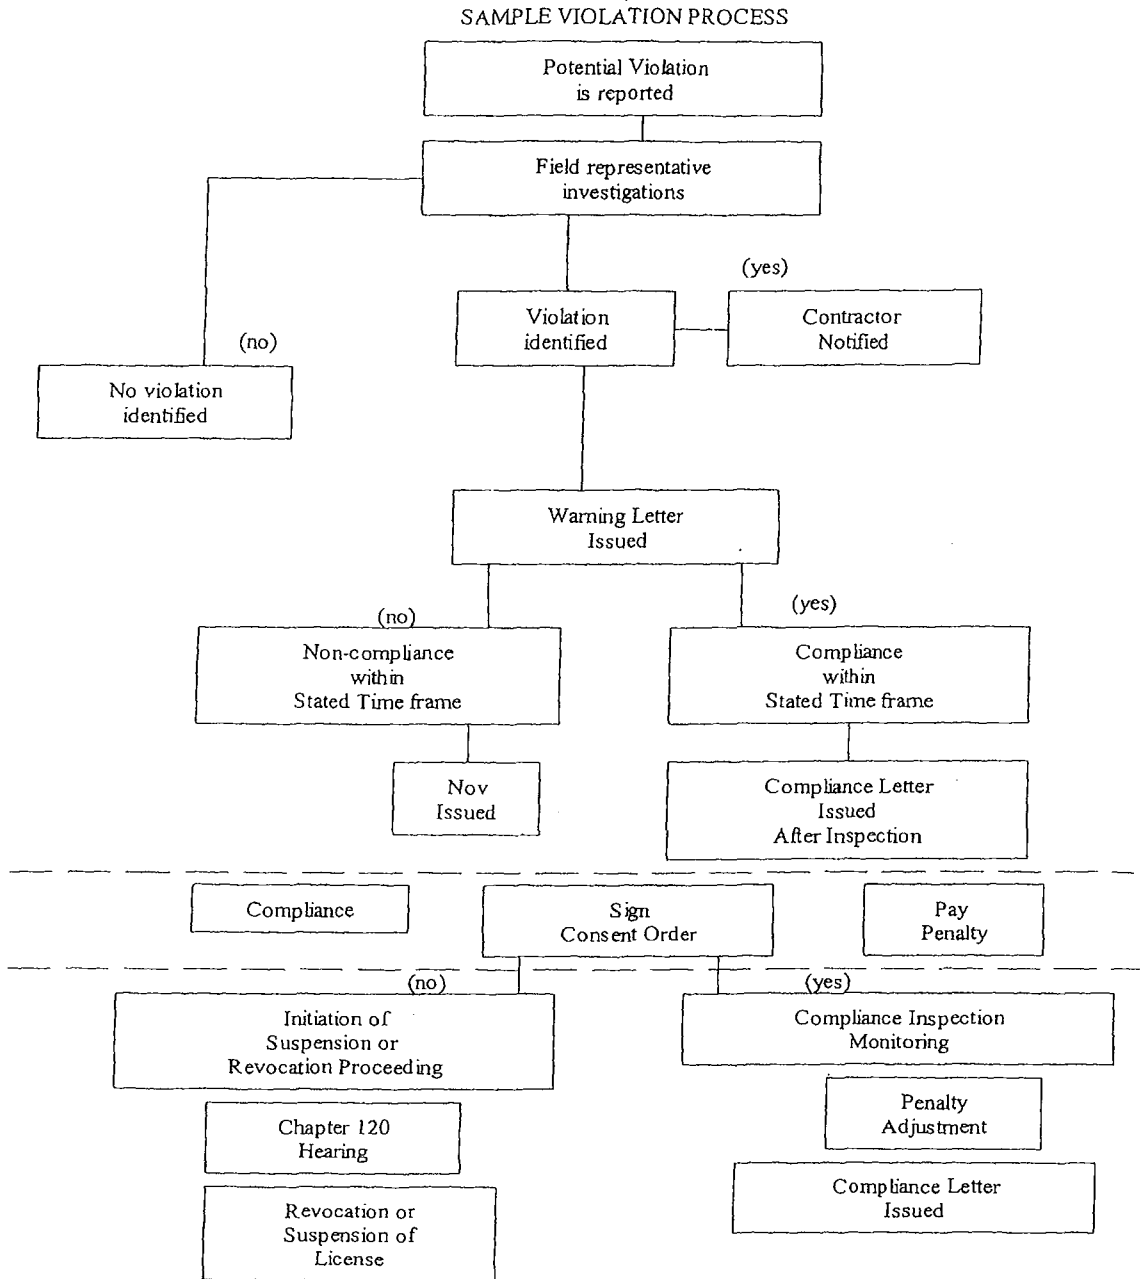 SAMPLE VIOLATION PROCESS
Potential Violation
is reported
Field representative
investigations
(yes)
Violation
identified
Contractor
Notified
(no)
No violation
identified
Warning Letter
Issued
(no)
(yes)
Non-compliance
within
Stated Time frame
Compliance
within
Stated Time frame
Nov
Issued
Compliance Letter
Issued
After Inspection
Compliance
Sign
Consent Order
Pay
Penalty
(no)
(yes)
Initiation of
Suspension or
Revocation Proceeding
Compliance Inspection
Monitoring
Chapter 120
Hearing
Penalty
Adjustment
Revocation or
Suspension of
License
Compliance Letter
Issued